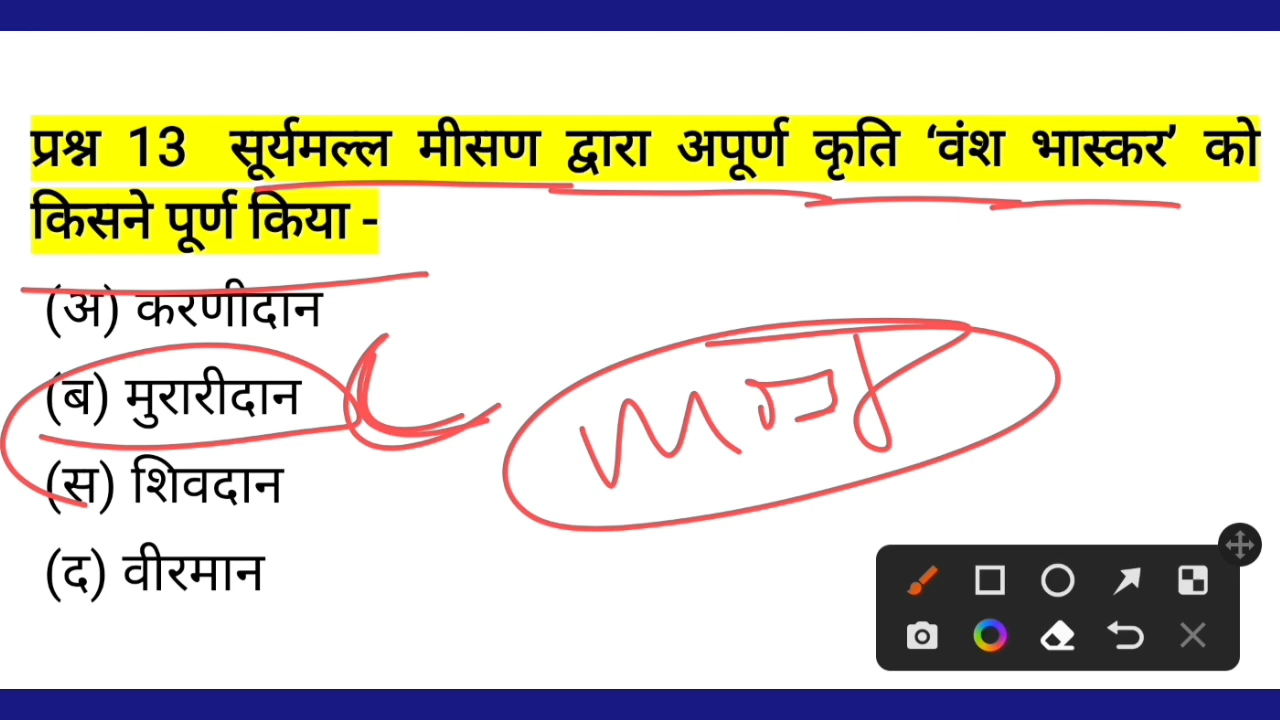 प्रश्न 13 सूर्यमल्ल मीसण द्वारा अपूर्ण कृति ‘वंश भास्कर’ को
किसने पूर्ण किया -
(अ) करणीदान
(ब) मुरारीदान
(स) शिवदान
(द) वीरमान